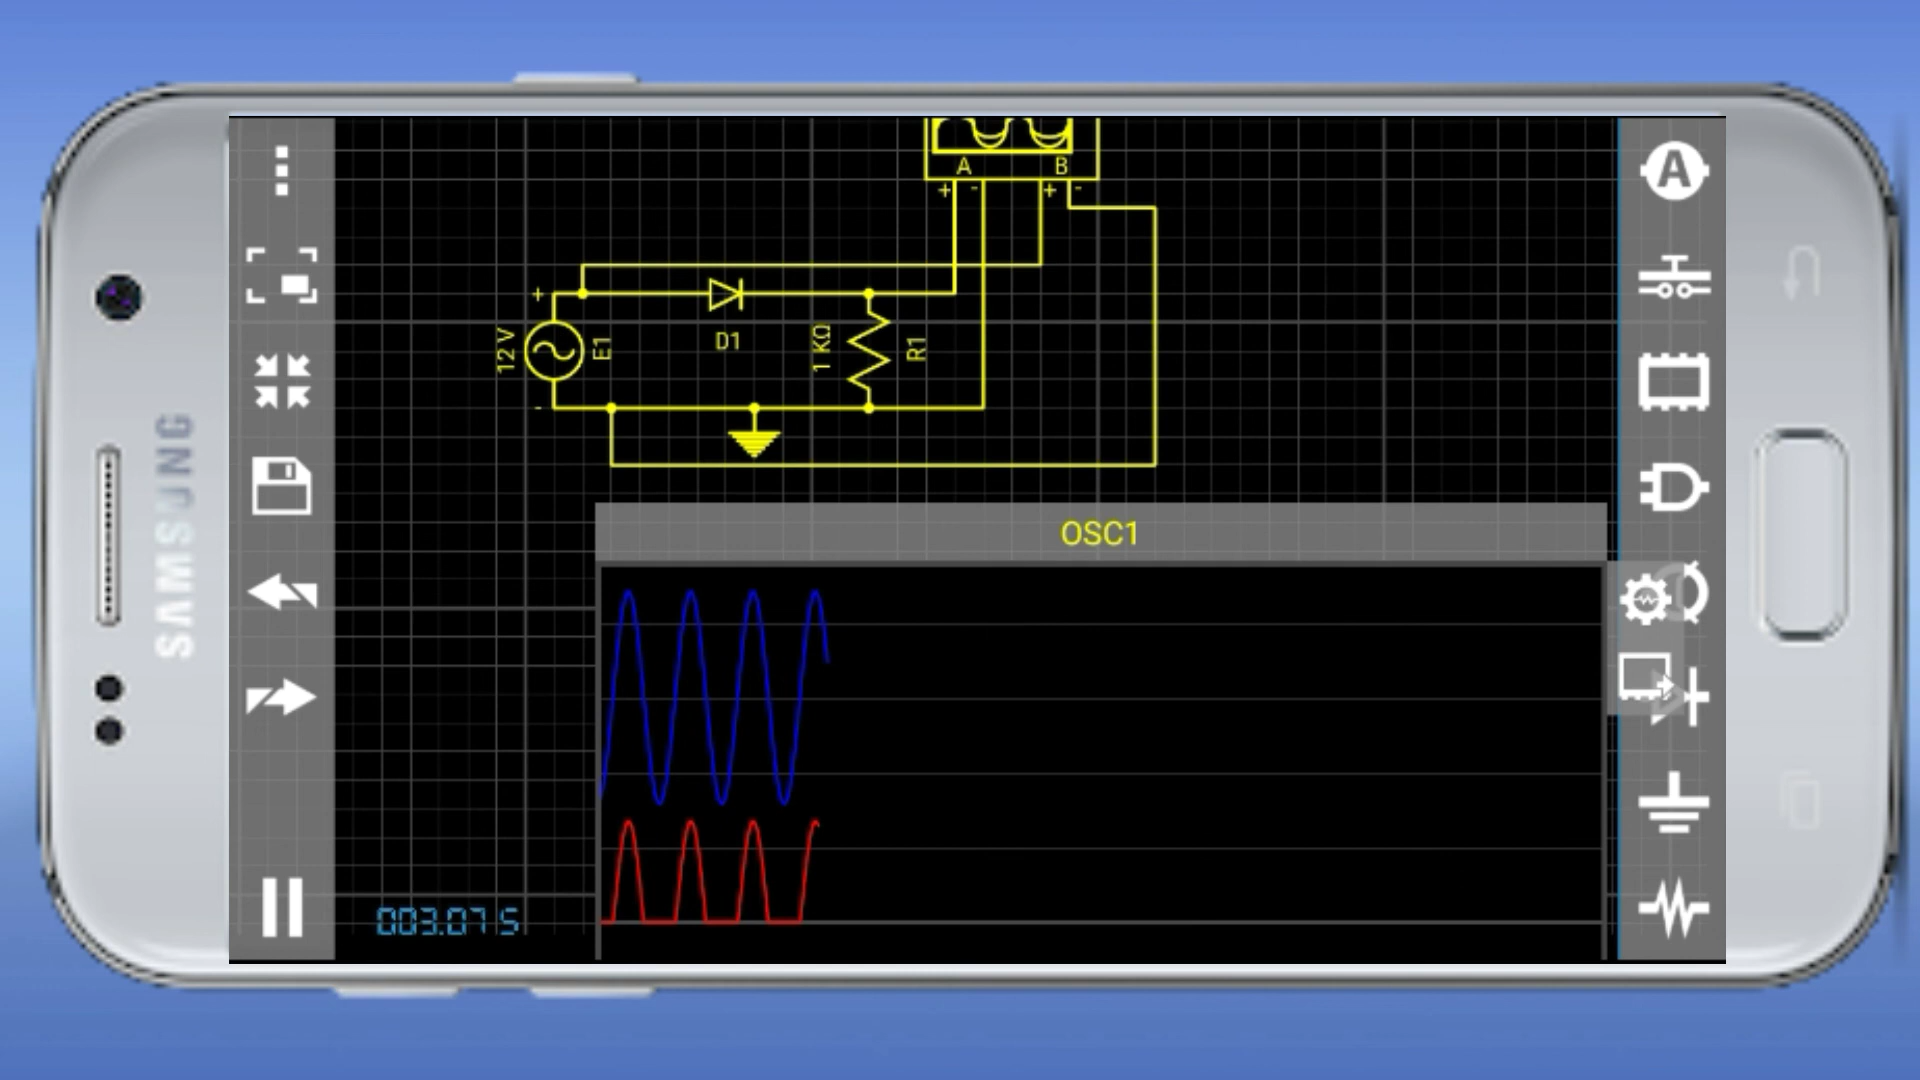 A B
+ - + -
+
12 V
E1
D1
1 KΩ
R1
-
OSC1
003.07 S
SAMSUNG
A